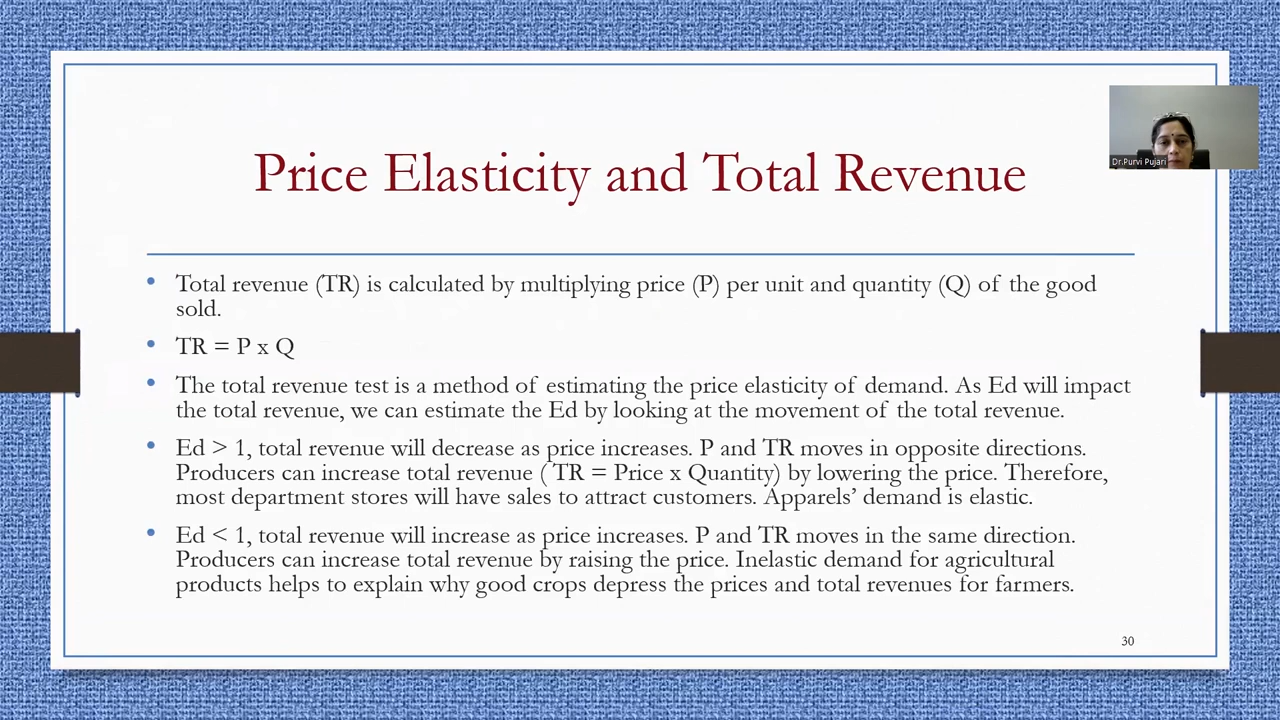 Price Elasticity and Total Revenue
Dr.Purvi Pujari
• Total revenue (TR) is calculated by multiplying price (P) per unit and quantity (Q) of the good
sold.
• TR = P x Q
• The total revenue test is a method of estimating the price elasticity of demand. As Ed will impact
the total revenue, we can estimate the Ed by looking at the movement of the total revenue.
• Ed > 1, total revenue will decrease as price increases. P and TR moves in opposite directions.
Producers can increase total revenue ( TR = Price x Quantity) by lowering the price. Therefore,
most department stores will have sales to attract customers. Apparels’ demand is elastic.
• Ed < 1, total revenue will increase as price increases. P and TR moves in the same direction.
Producers can increase total revenue by raising the price. Inelastic demand for agricultural
products helps to explain why good crops depress the prices and total revenues for farmers.
30